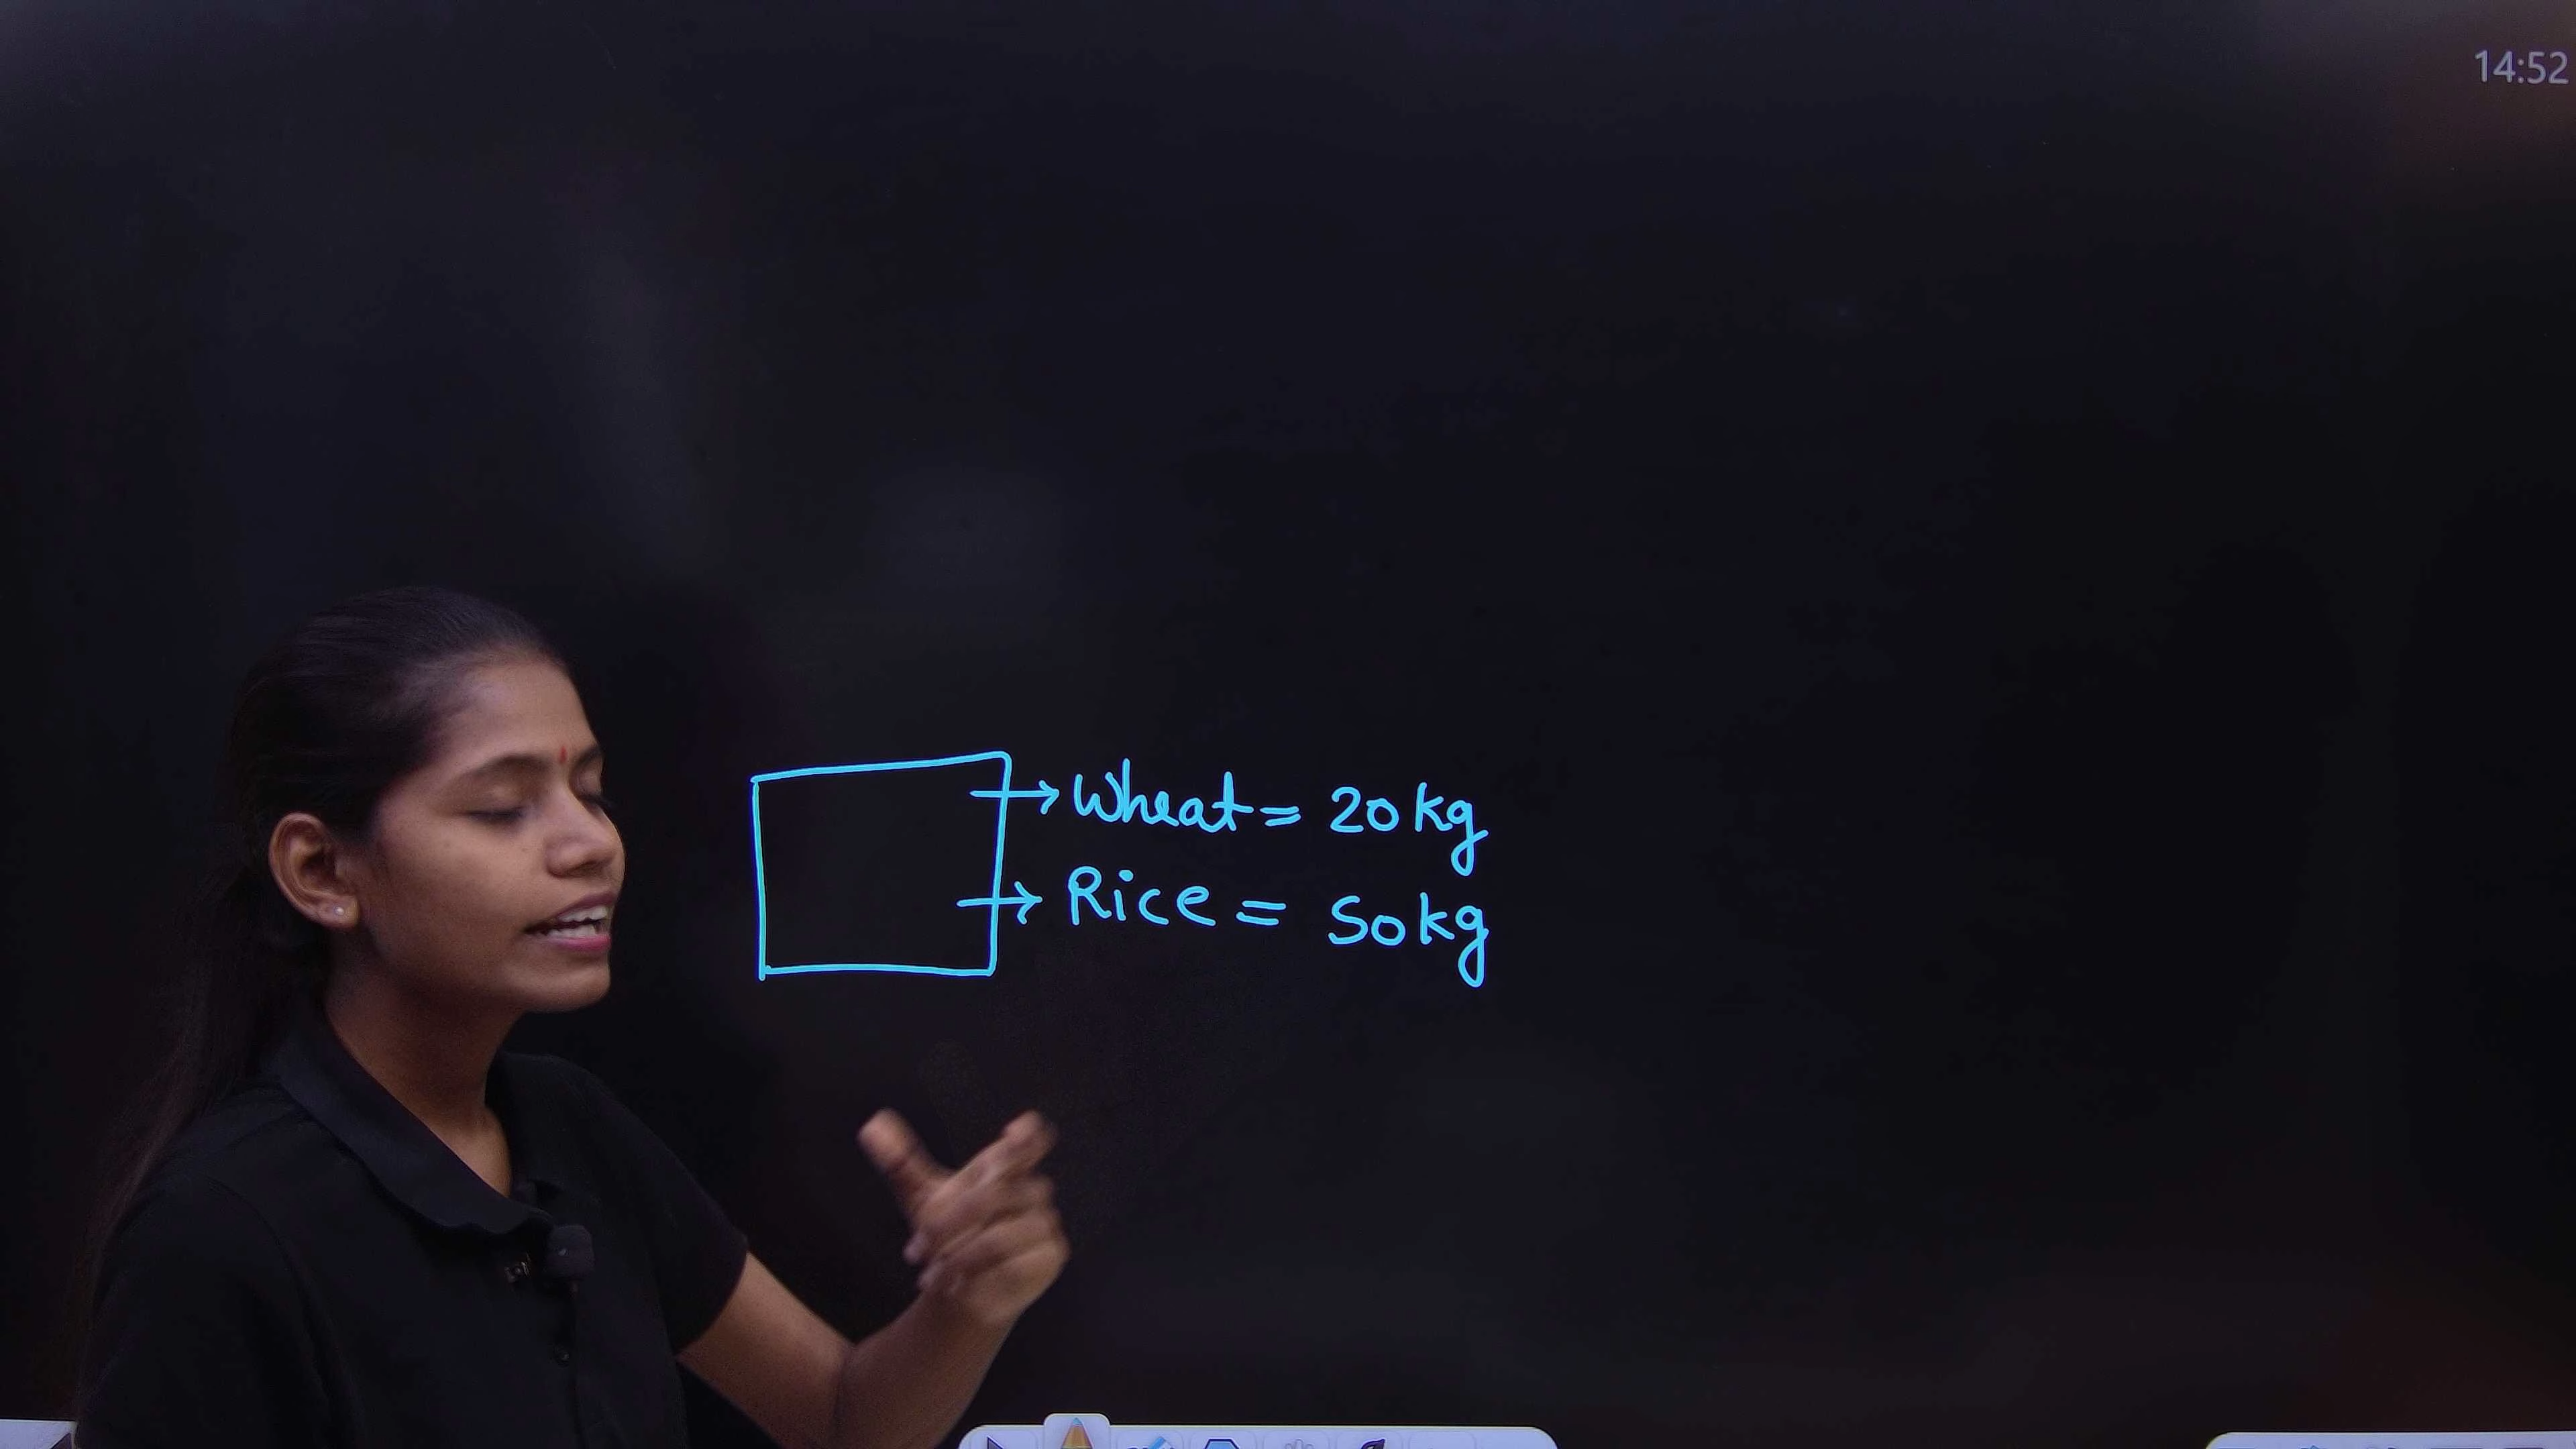 14:52
→ Wheat = 20 kg
→ Rice = 50 kg